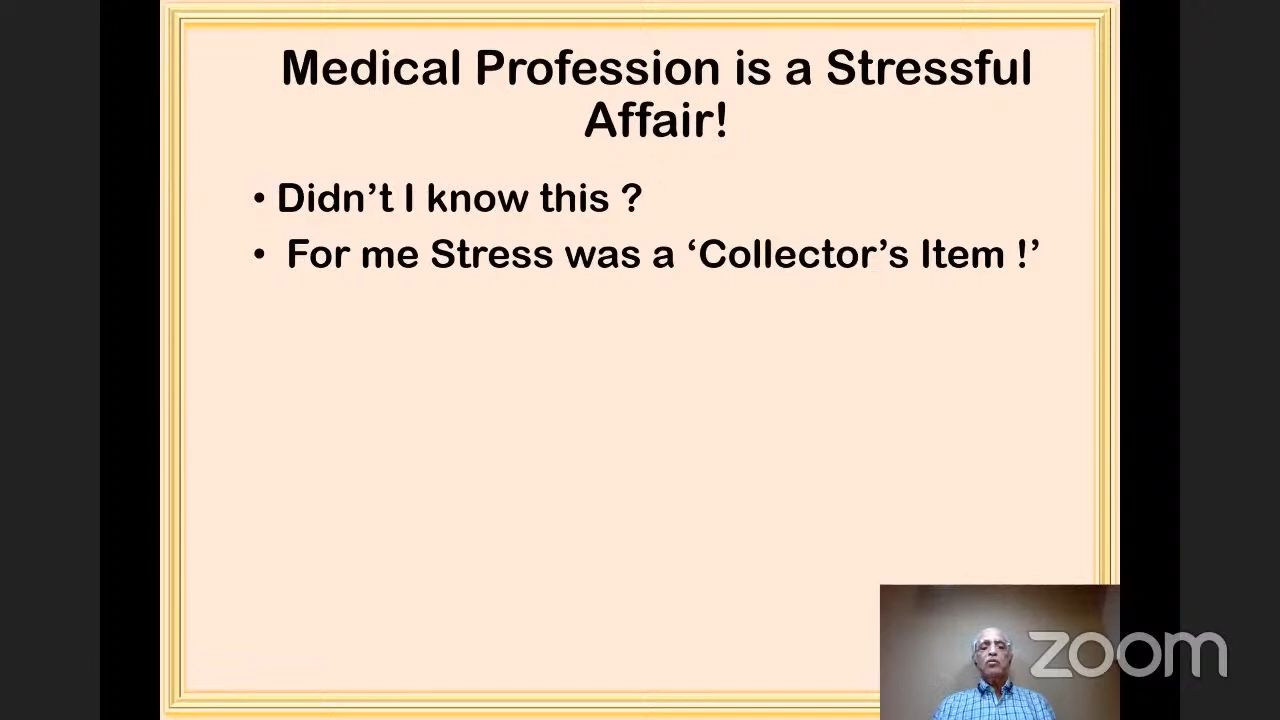 Medical Profession is a Stressful
Affair!
• Didn’t I know this ?
• For me Stress was a ‘Collector’s Item !’
zoom